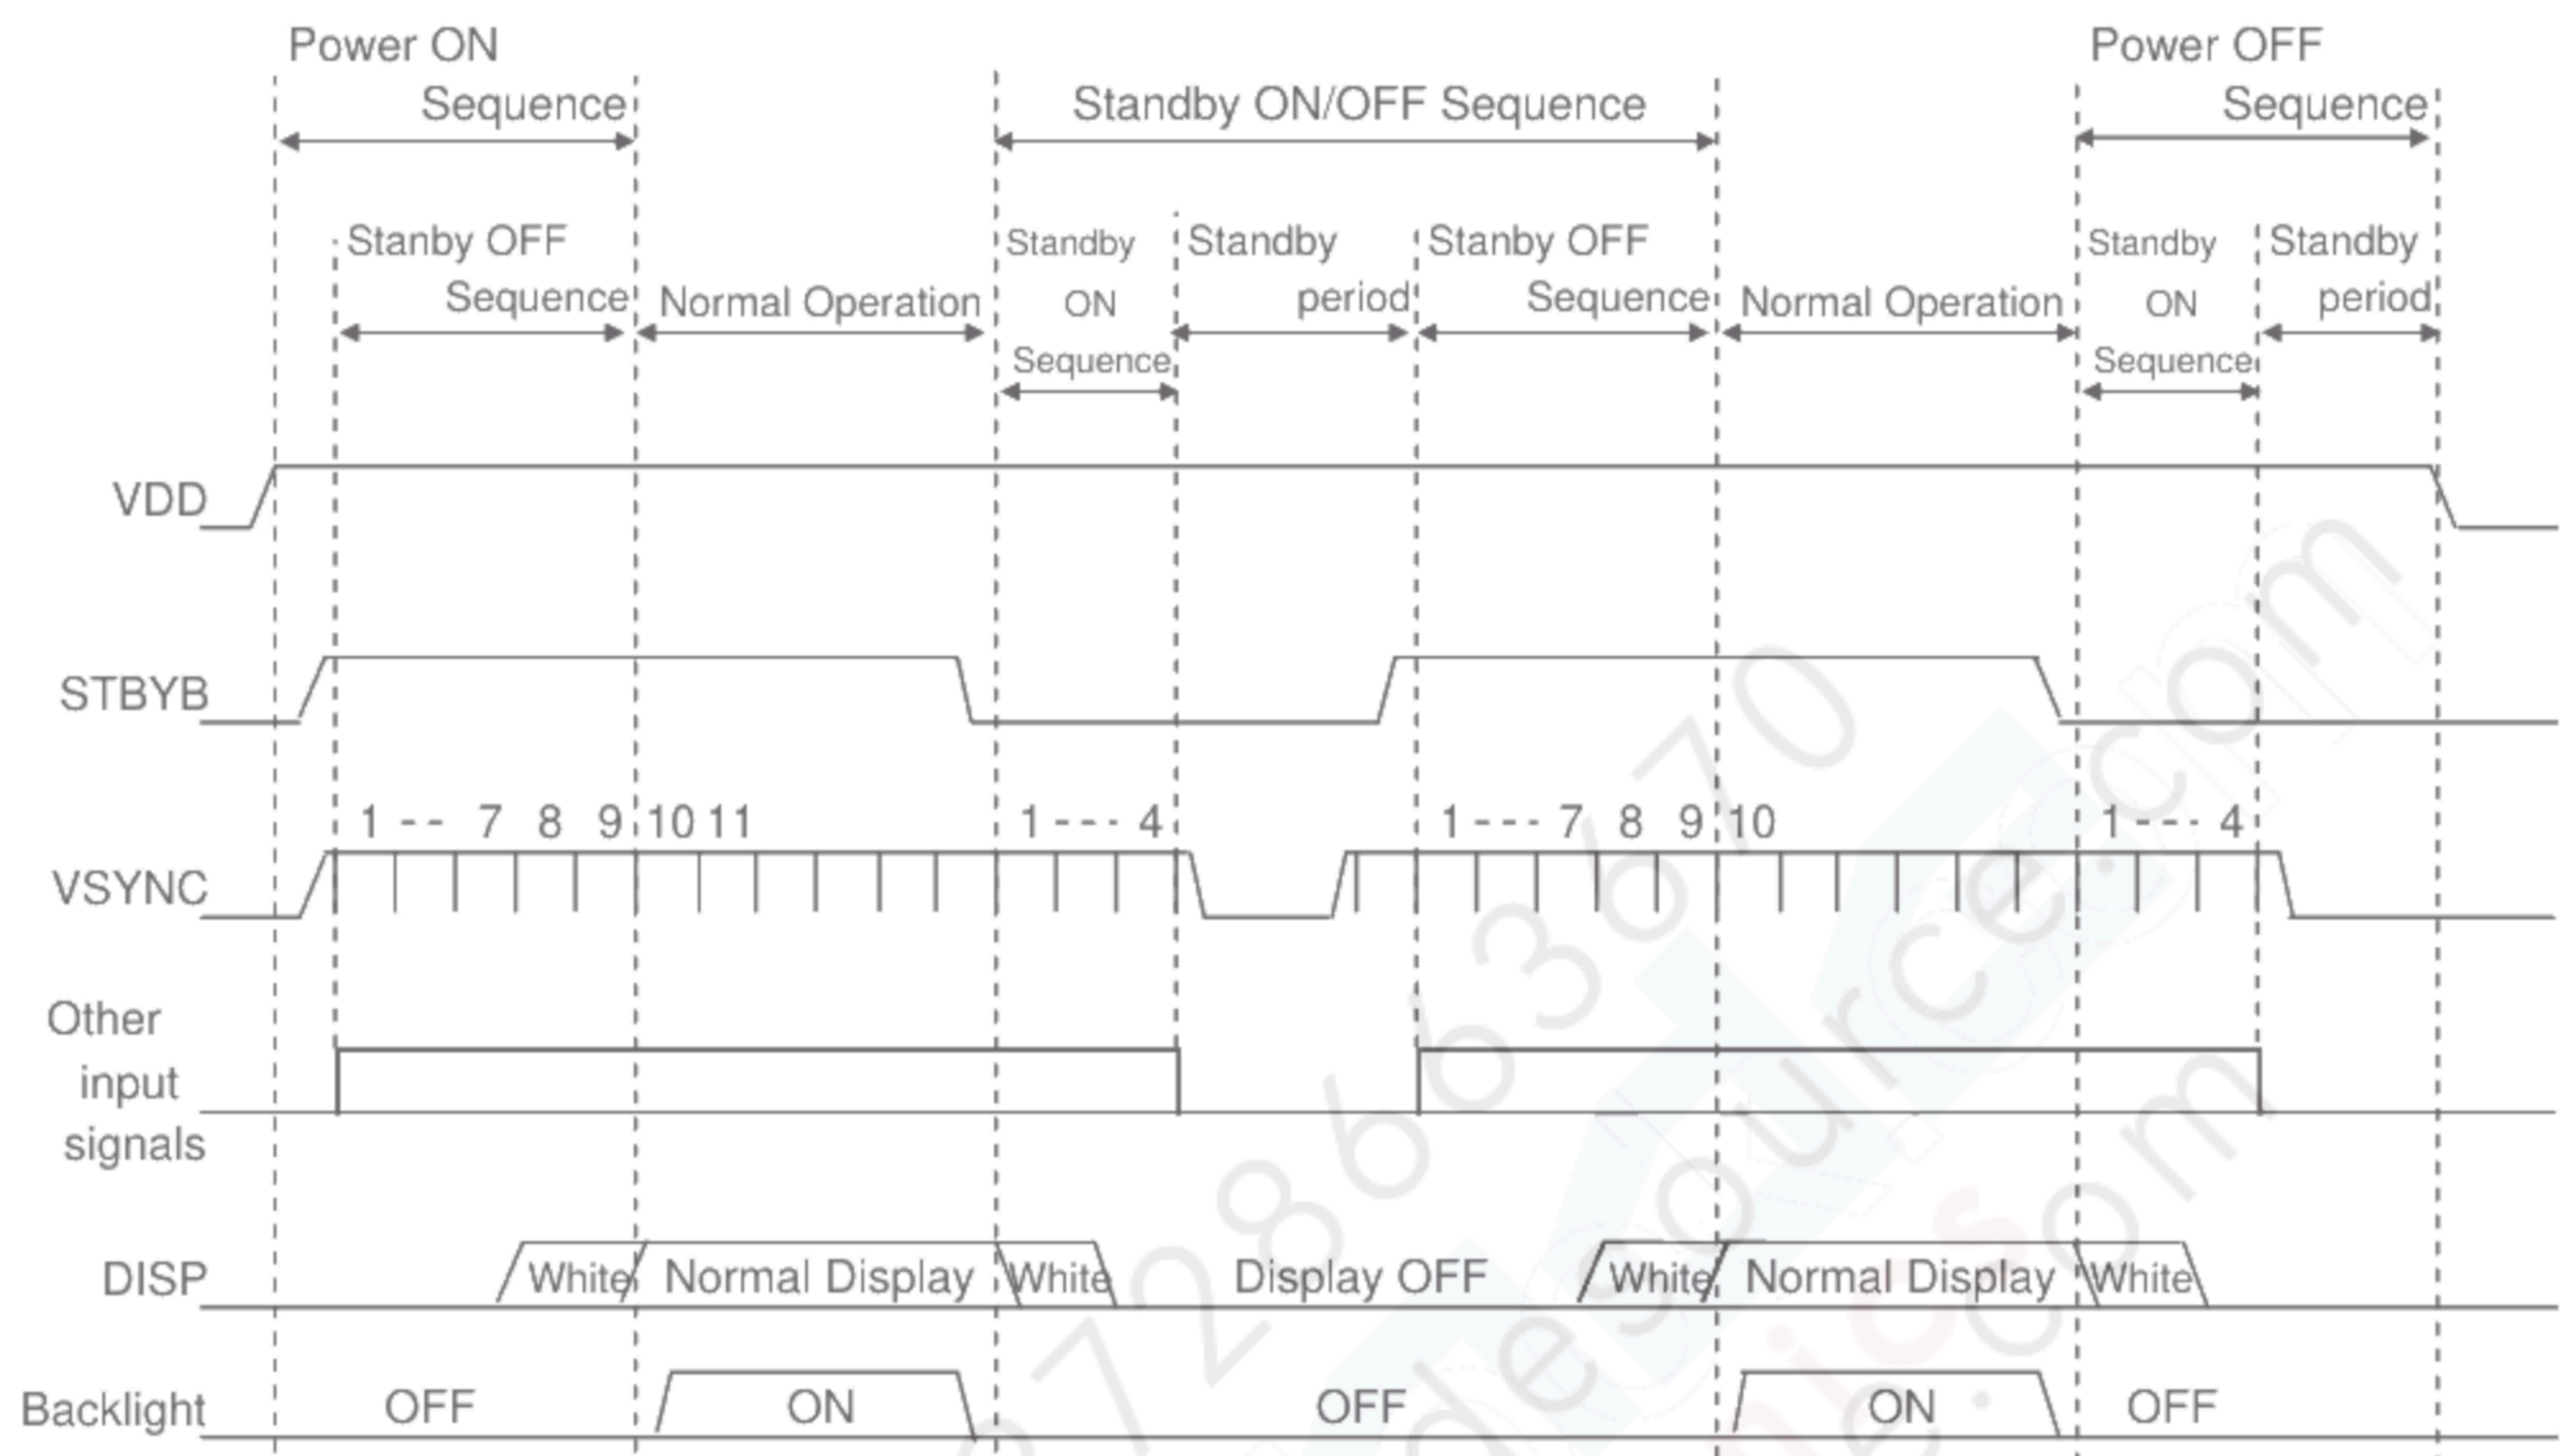 Power ON
Sequence
Standby ON/OFF Sequence
Power OFF
Sequence
Stanby OFF
Sequence
Normal Operation
Standby
ON
Sequence
Standby
period
Stanby OFF
Sequence
Normal Operation
Standby
ON
Sequence
Standby
period
VDD
STBYB
1 - - 7 8 9 10 11
1 - - - 4
1 - - - 7 8 9 10
1 - - - 4
VSYNC
Other
input
signals
DISP
White
Normal Display
White
Display OFF
White
Normal Display
White
Backlight
OFF
ON
OFF
ON
OFF